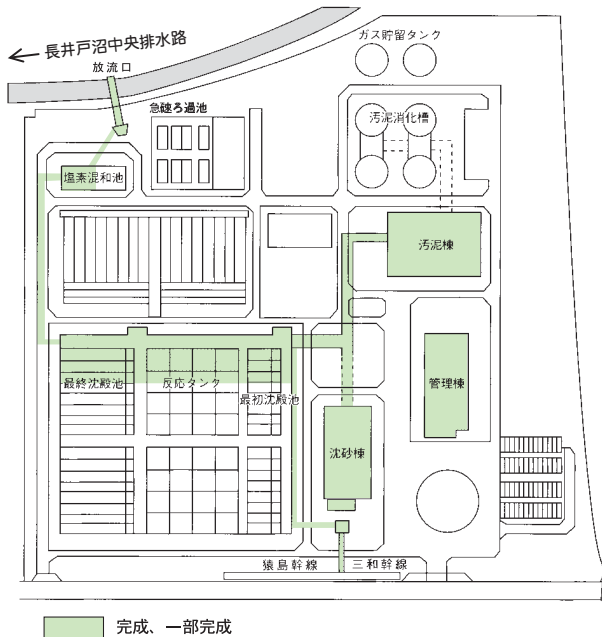 ガス貯留タンク
長井戸沼中央排水路
放流口
急速ろ過池
汚泥消化槽
塩素混和池
汚泥棟
最終沈殿池
反応タンク
最初沈殿池
管理棟
沈砂棟
猿島幹線
三和幹線
完成、一部完成